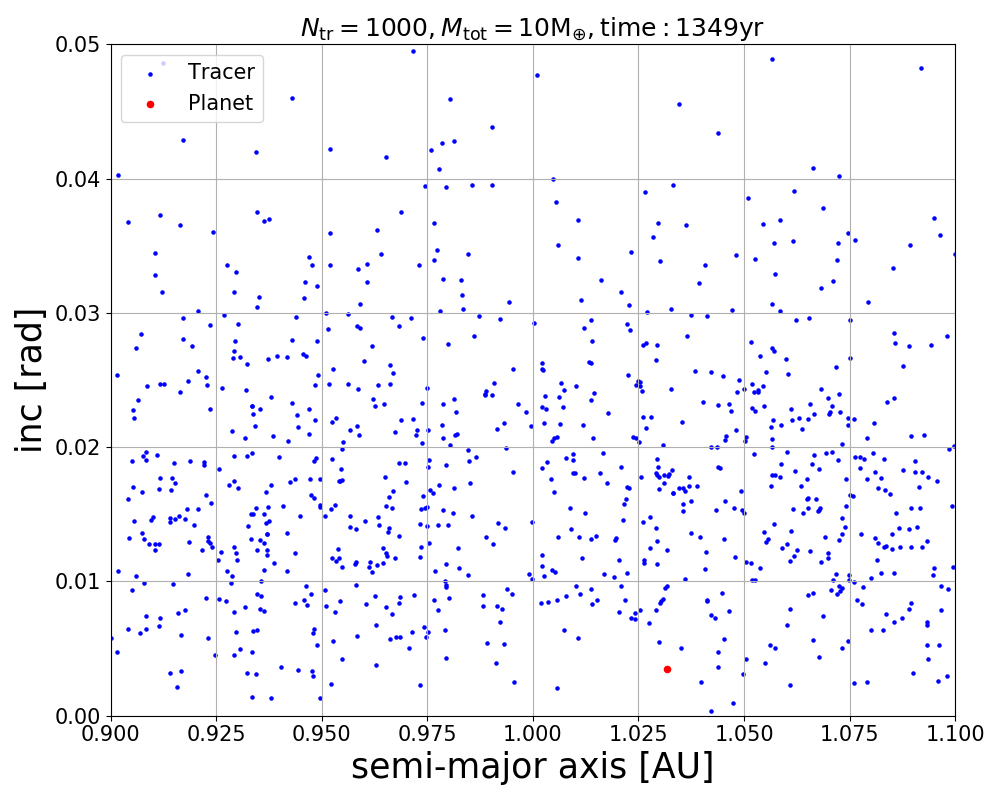 N_tr = 1000, M_tot = 10M_⊕, time : 1349yr
Tracer
Planet
0.05
0.04
0.03
0.02
0.01
0.00
inc [rad]
0.900 0.925 0.950 0.975 1.000 1.025 1.050 1.075 1.100
semi-major axis [AU]